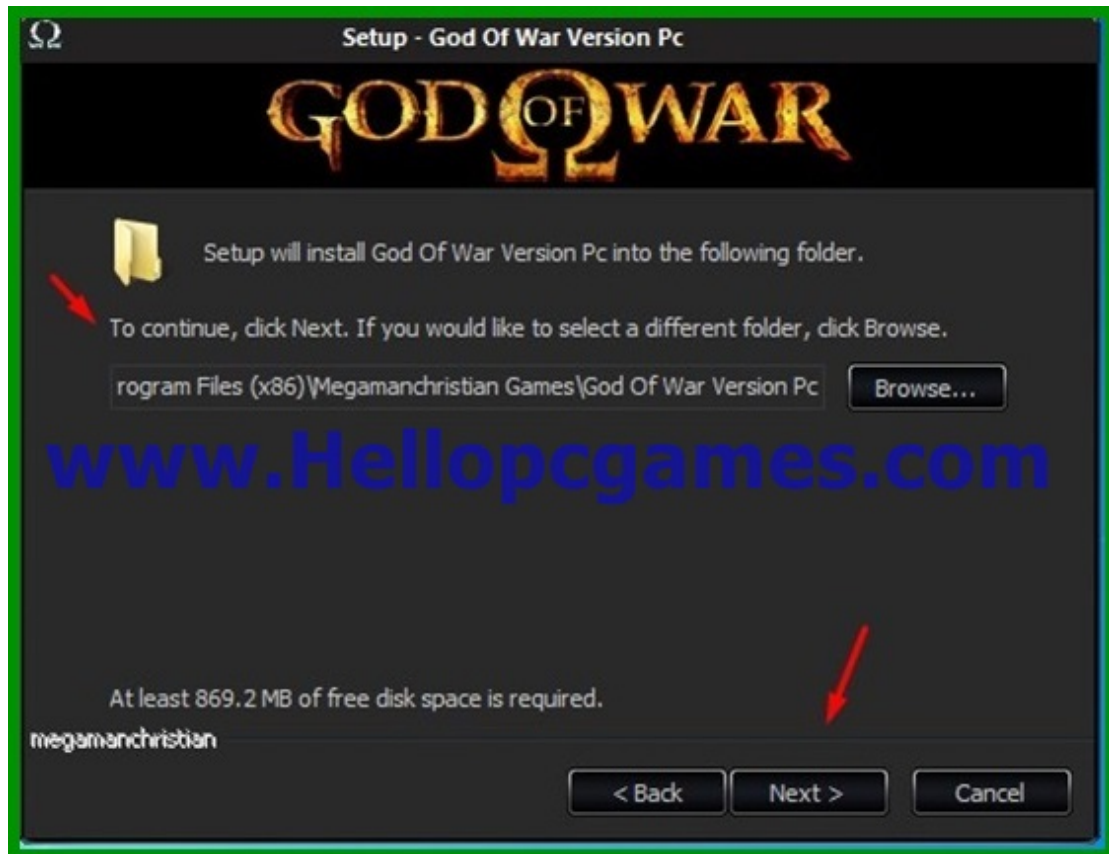 Setup - God Of War Version Pc
GOD OF WAR
Setup will install God Of War Version Pc into the following folder.
To continue, click Next. If you would like to select a different folder, click Browse.
rogram Files (x86)\Megamanchristian Games\God Of War Version Pc
Browse...
www.Hellopcgames.com
At least 869.2 MB of free disk space is required.
megamanchristian
< Back
Next >
Cancel